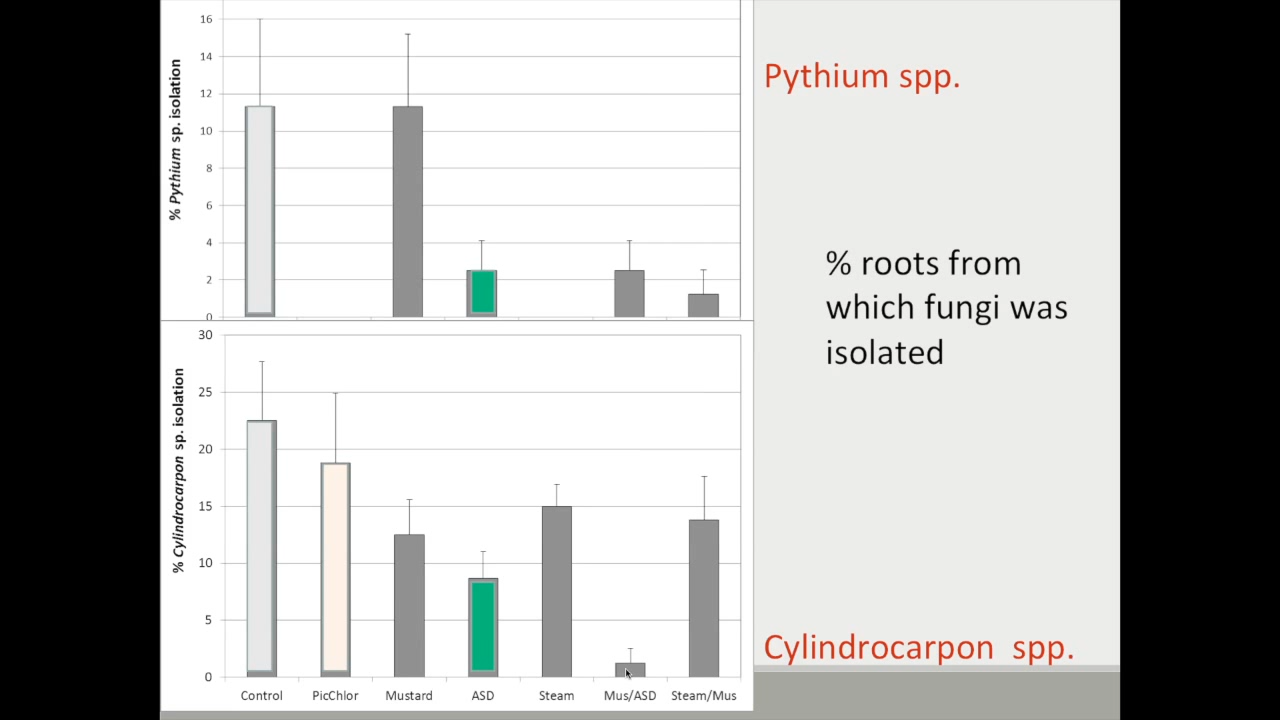 16
14
12
10
8
6
4
2
0
% Pythium sp. isolation
Pythium spp.
% roots from
which fungi was
isolated
30
25
20
15
10
5
0
% Cylindrocarpon sp. isolation
Control PicChlor Mustard ASD Steam Mus/ASD Steam/Mus
Cylindrocarpon spp.